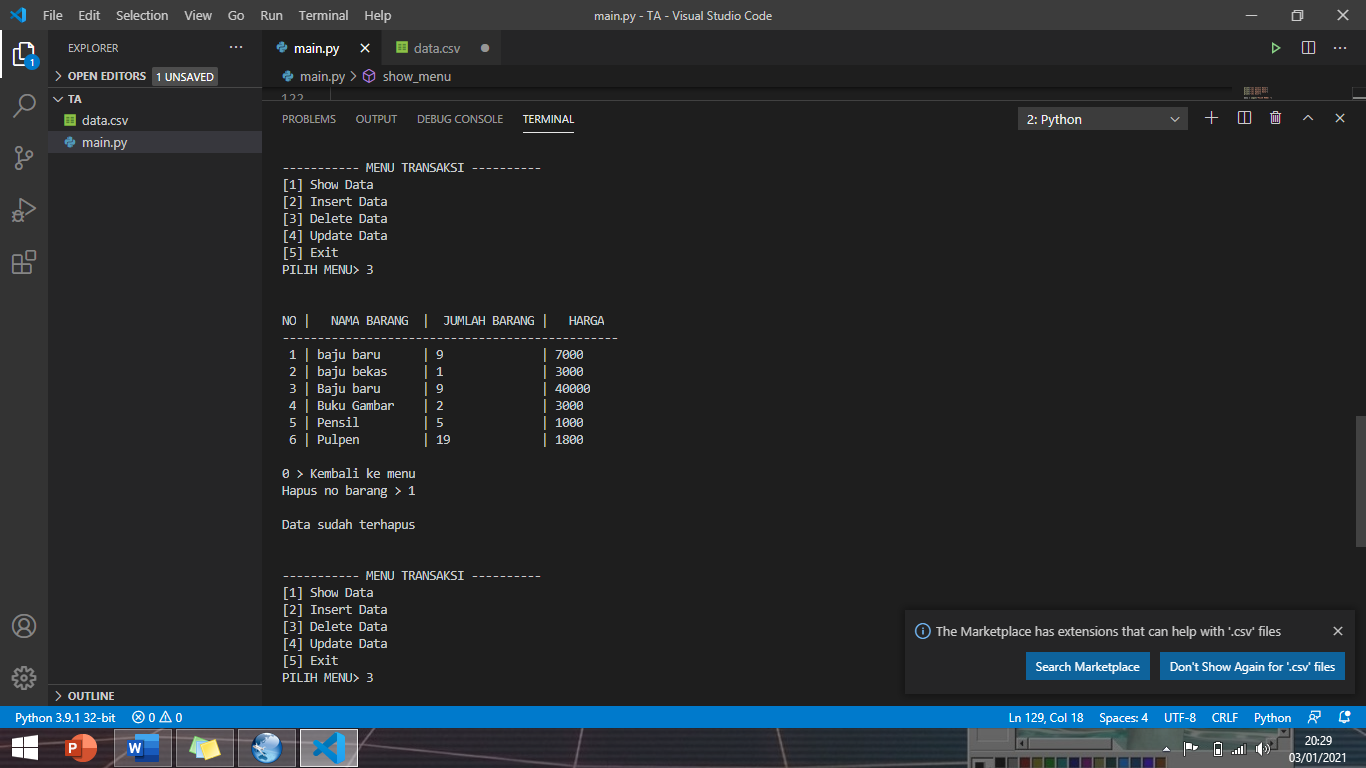 File Edit Selection View Go Run Terminal Help main.py - TA - Visual Studio Code
EXPLORER
OPEN EDITORS 1 UNSAVED
TA
data.csv
main.py
OUTLINE
main.py data.csv
main.py > show_menu
122
PROBLEMS OUTPUT DEBUG CONSOLE TERMINAL 2: Python
----------- MENU TRANSAKSI ----------
[1] Show Data
[2] Insert Data
[3] Delete Data
[4] Update Data
[5] Exit
PILIH MENU> 3
NO |   NAMA BARANG  |  JUMLAH BARANG |   HARGA
------------------------------------------------
1 | baju baru      | 9              | 7000
2 | baju bekas     | 1              | 3000
3 | Baju baru      | 9              | 40000
4 | Buku Gambar    | 2              | 3000
5 | Pensil         | 5              | 1000
6 | Pulpen         | 19             | 1800
0 > Kembali ke menu
Hapus no barang > 1
Data sudah terhapus
----------- MENU TRANSAKSI ----------
[1] Show Data
[2] Insert Data
[3] Delete Data
[4] Update Data
[5] Exit
PILIH MENU> 3
The Marketplace has extensions that can help with '.csv' files
Search Marketplace Don't Show Again for '.csv' files
Python 3.9.1 32-bit 0 0 Ln 129, Col 18 Spaces: 4 UTF-8 CRLF Python
20:29
03/01/2021